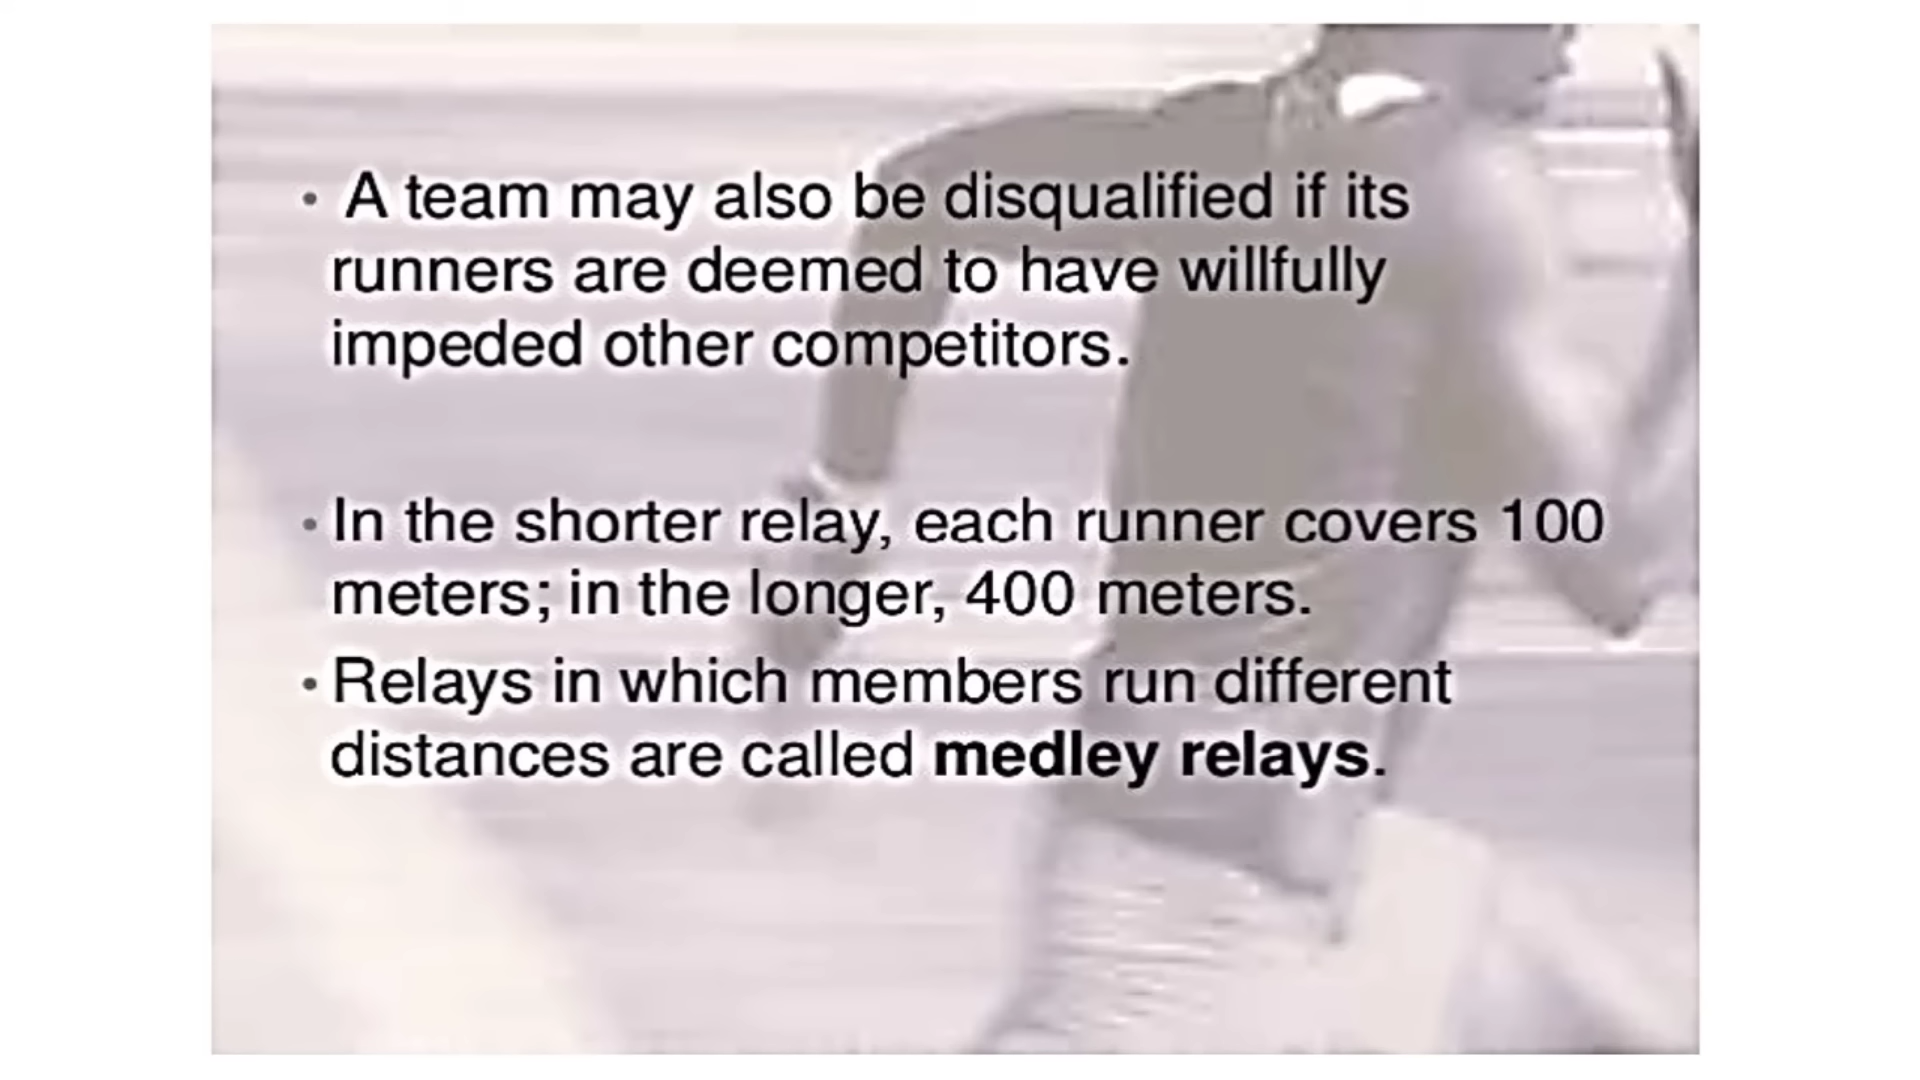 • A team may also be disqualified if its
runners are deemed to have willfully
impeded other competitors.
• In the shorter relay, each runner covers 100
meters; in the longer, 400 meters.
• Relays in which members run different
distances are called medley relays.